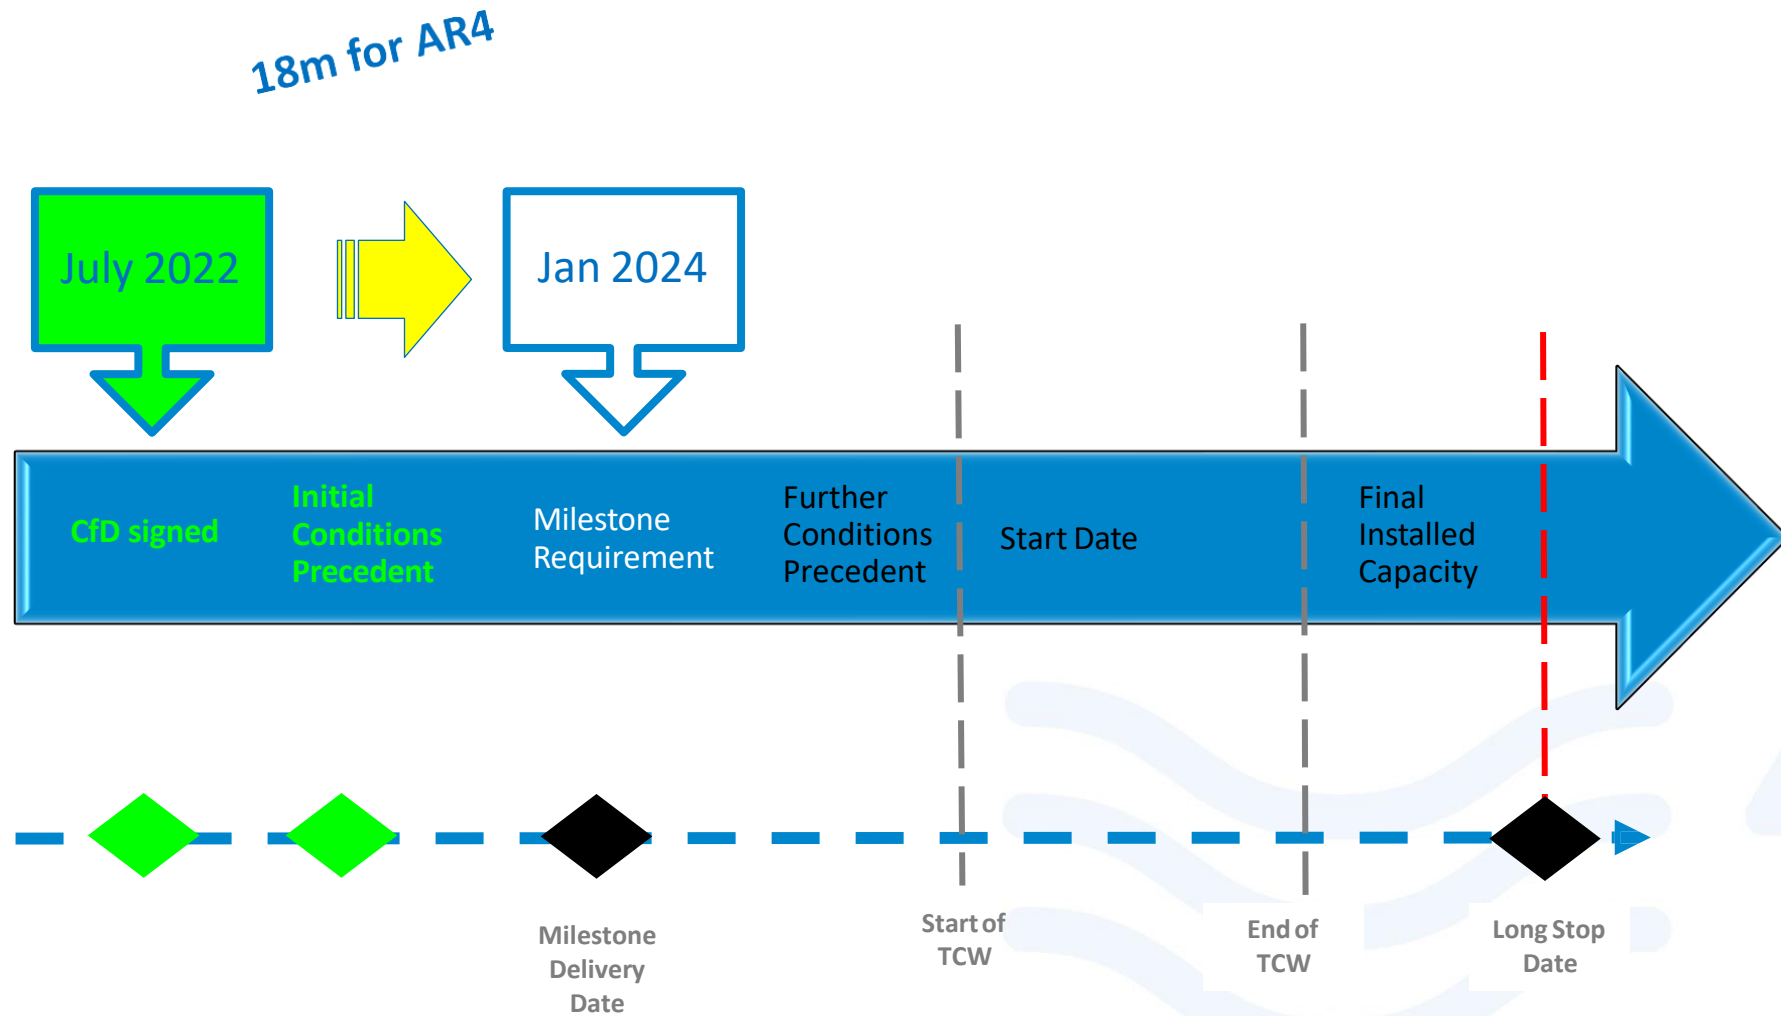 18m for AR4
July 2022
Jan 2024
CfD signed
Initial
Conditions
Precedent
Milestone
Requirement
Further
Conditions
Precedent
Start Date
Final
Installed
Capacity
Milestone
Delivery
Date
Start of
TCW
End of
TCW
Long Stop
Date